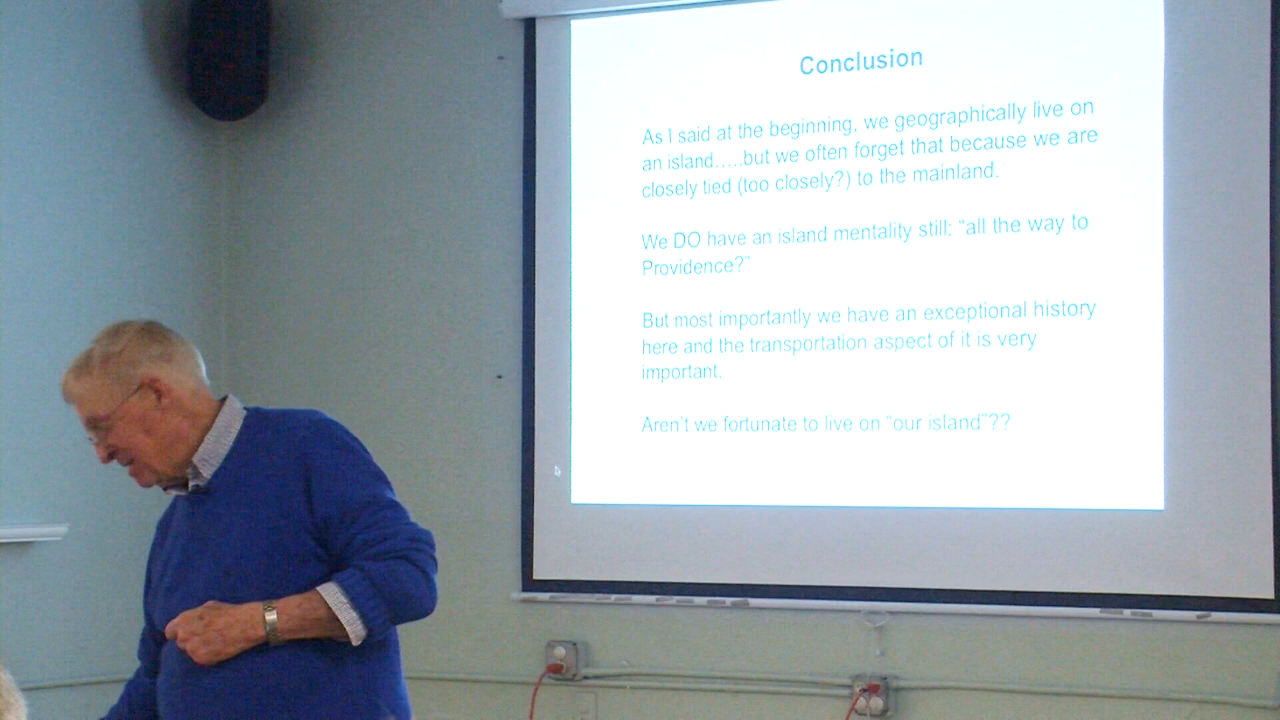 Conclusion
As I said at the beginning, we geographically live on
an island.....but we often forget that because we are
closely tied (too closely?) to the mainland.
We DO have an island mentality still: “all the way to
Providence?”
But most importantly we have an exceptional history
here and the transportation aspect of it is very
important.
Aren’t we fortunate to live on “our island”??